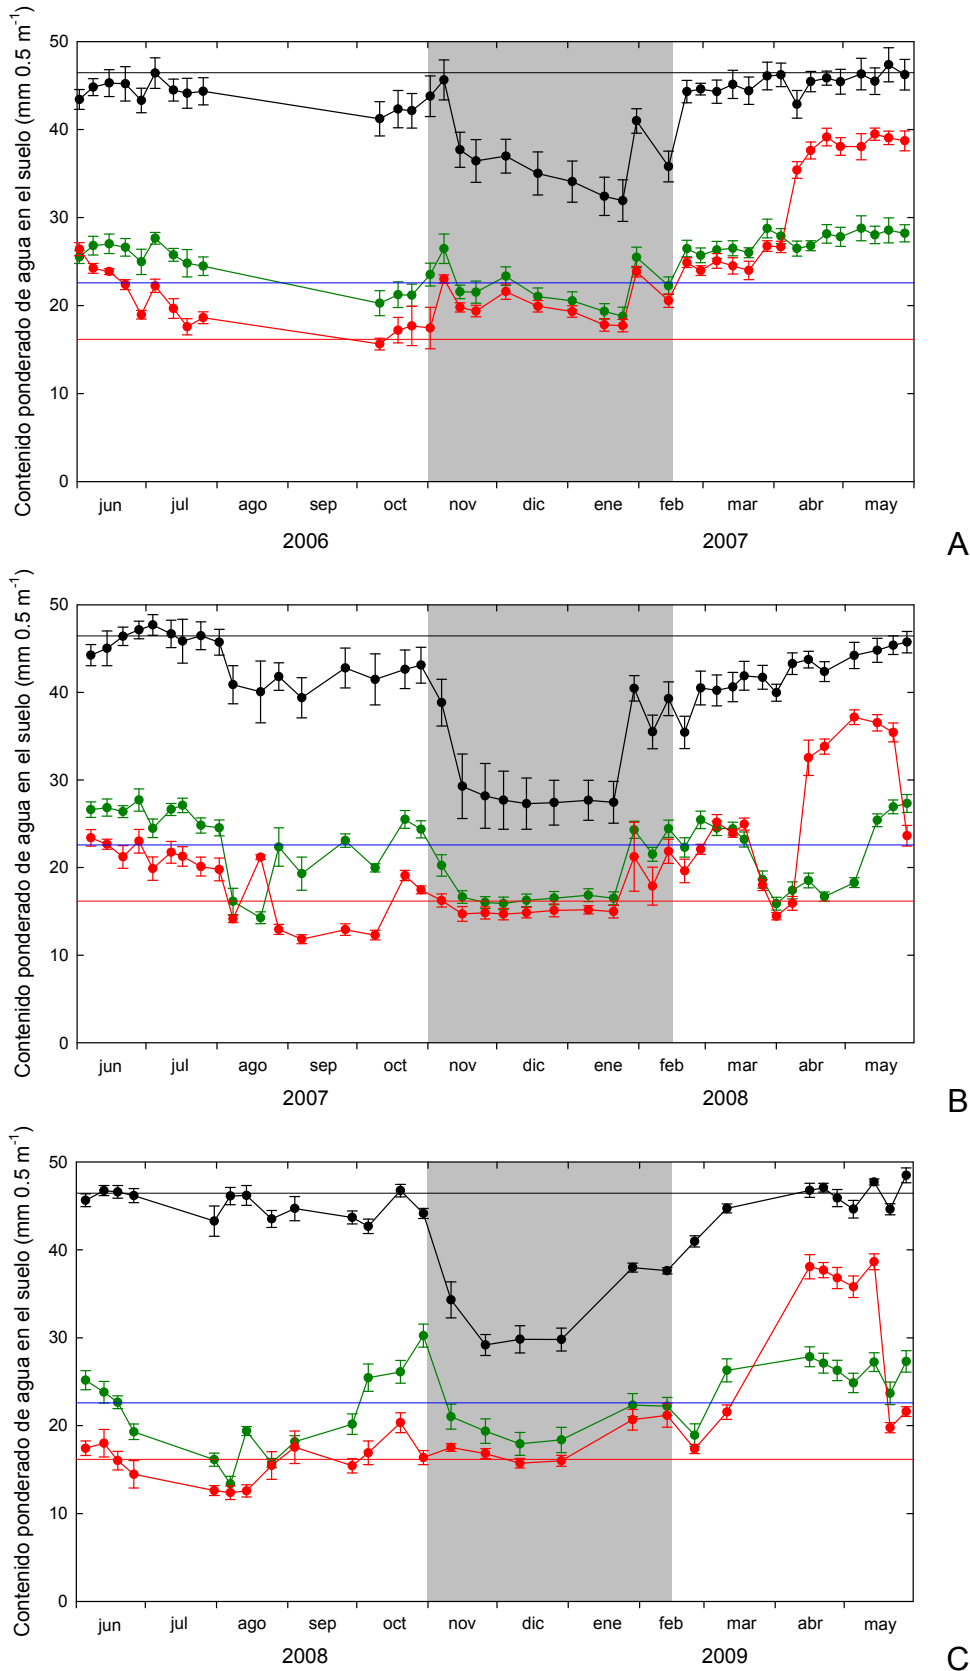 Contenido ponderado de agua en el suelo (mm 0.5 m⁻¹)
50
40
30
20
10
0
jun jul ago sep oct nov dic ene feb mar abr may
2006 2007
A
Contenido ponderado de agua en el suelo (mm 0.5 m⁻¹)
50
40
30
20
10
0
jun jul ago sep oct nov dic ene feb mar abr may
2007 2008
B
Contenido ponderado de agua en el suelo (mm 0.5 m⁻¹)
50
40
30
20
10
0
jun jul ago sep oct nov dic ene feb mar abr may
2008 2009
C